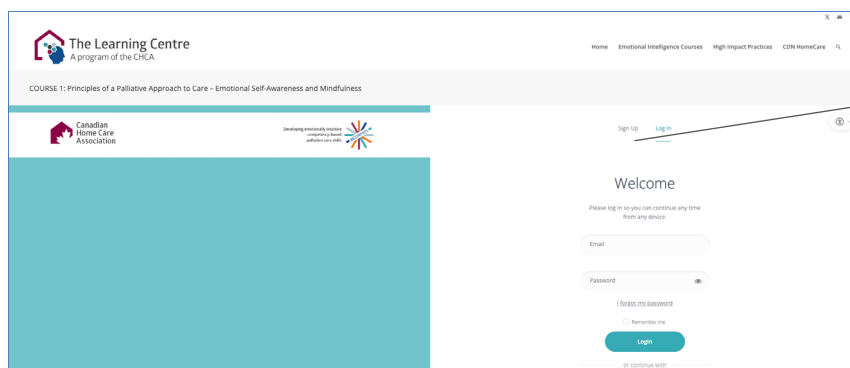 The Learning Centre
A program of the CHCA
Home Emotional Intelligence Courses High Impact Practices CDN HomeCare
COURSE 1: Principles of a Palliative Approach to Care – Emotional Self-Awareness and Mindfulness
Canadian
Home Care
Association
Developing emotionally intuitive
competency-based
palliative care skills
Sign Up Log In
Welcome
Please log in so you can continue any time
from any device.
Email
Password
I forgot my password
Remember me
Login
or continue with